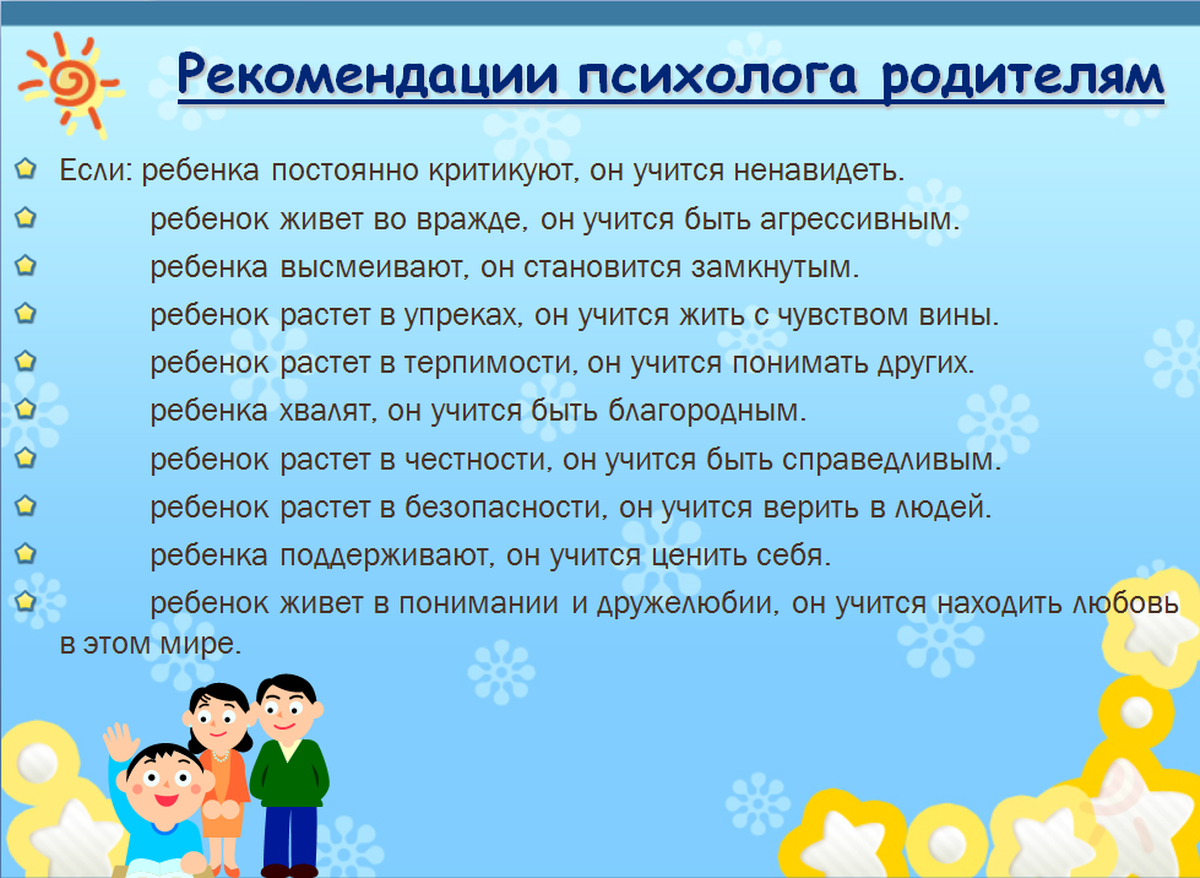 Рекомендации психолога родителям
Если: ребенка постоянно критикуют, он учится ненавидеть.
ребенок живет во вражде, он учится быть агрессивным.
ребенка высмеивают, он становится замкнутым.
ребенок растет в упреках, он учится жить с чувством вины.
ребенок растет в терпимости, он учится понимать других.
ребенка хвалят, он учится быть благородным.
ребенок растет в честности, он учится быть справедливым.
ребенок растет в безопасности, он учится верить в людей.
ребенка поддерживают, он учится ценить себя.
ребенок живет в понимании и дружелюбии, он учится находить любовь
в этом мире.